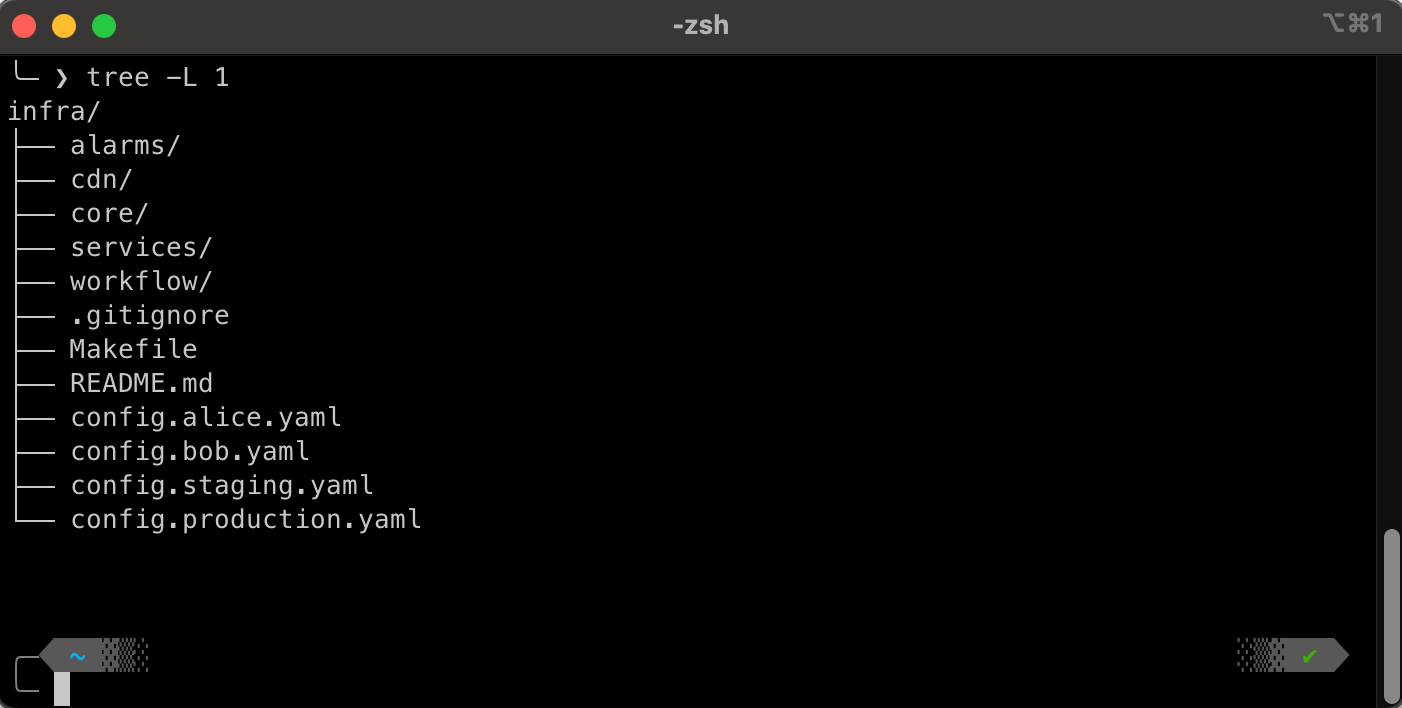 -zsh
⌥⌘1
╰─ ❯ tree -L 1
infra/
├── alarms/
├── cdn/
├── core/
├── services/
├── workflow/
├── .gitignore
├── Makefile
├── README.md
├── config.alice.yaml
├── config.bob.yaml
├── config.staging.yaml
└── config.production.yaml
~ ✔